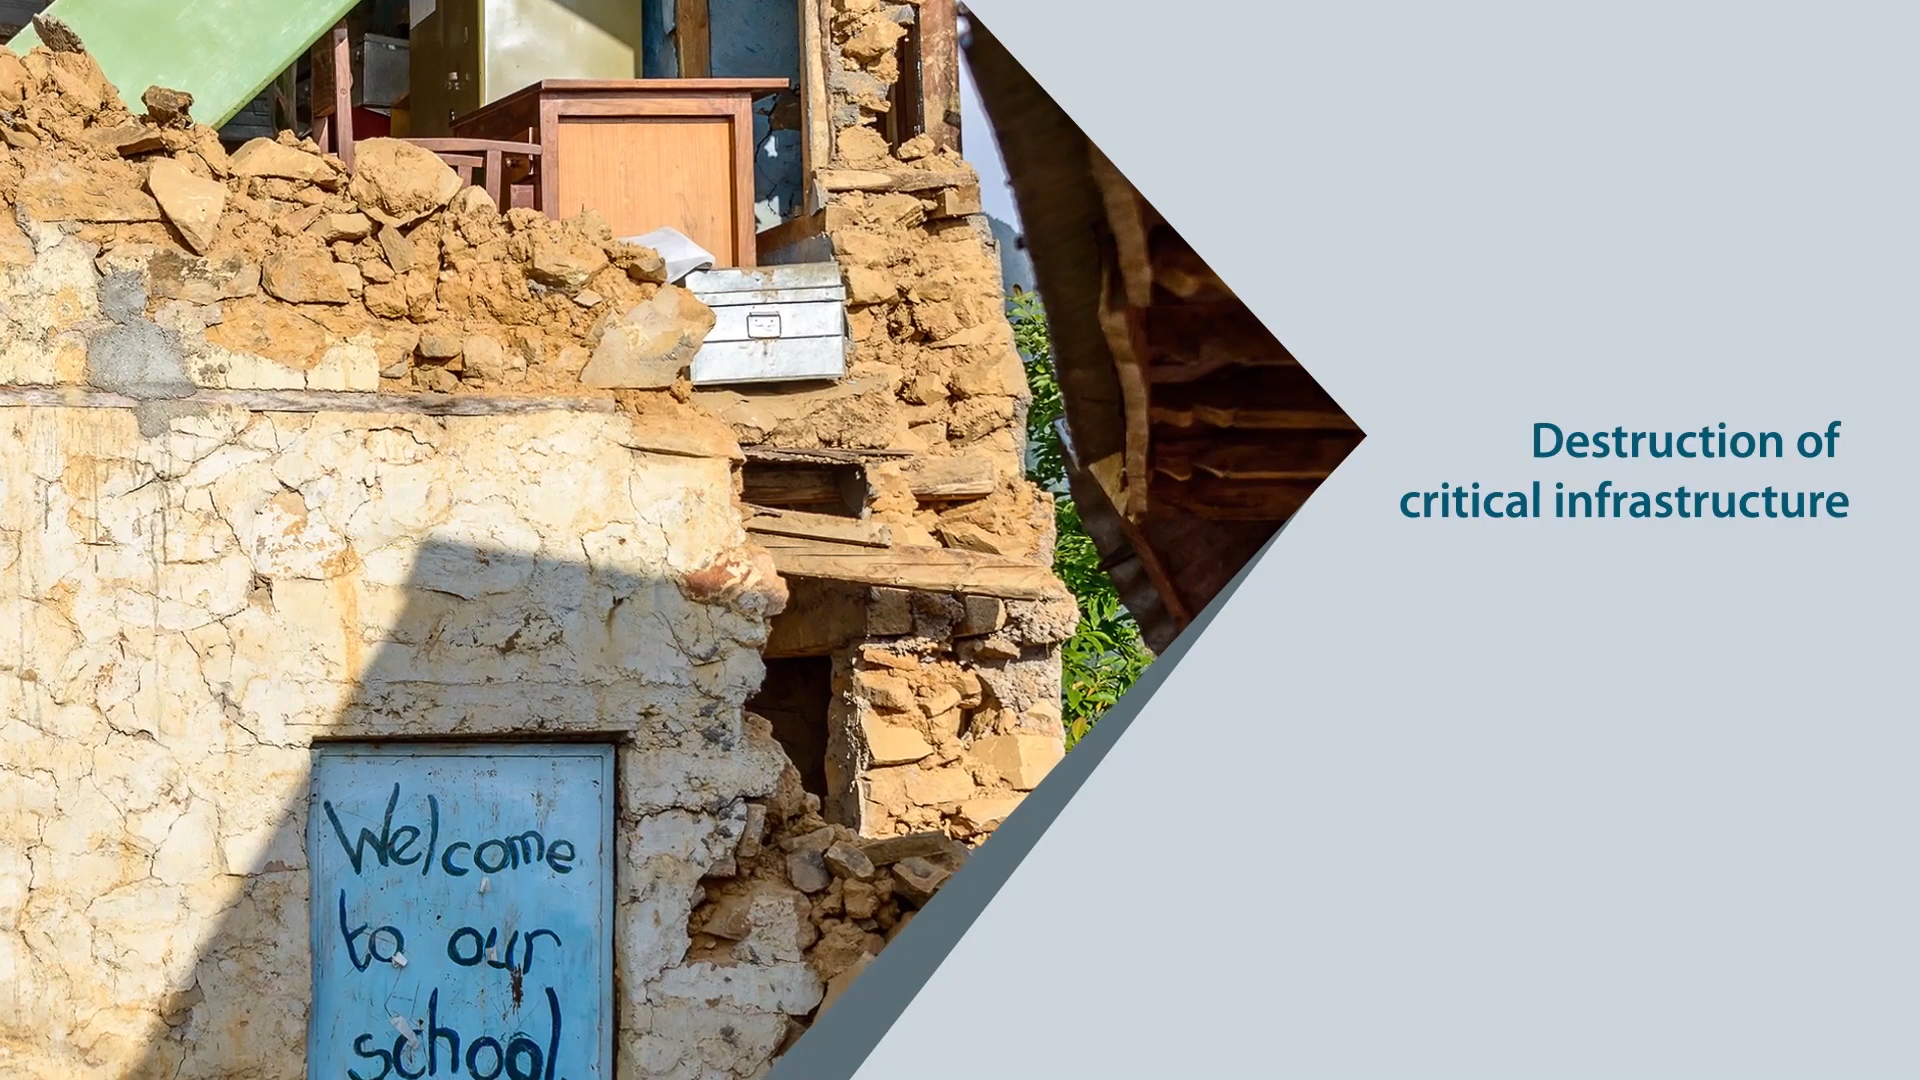 Welcome
to our
school
Destruction of
critical infrastructure